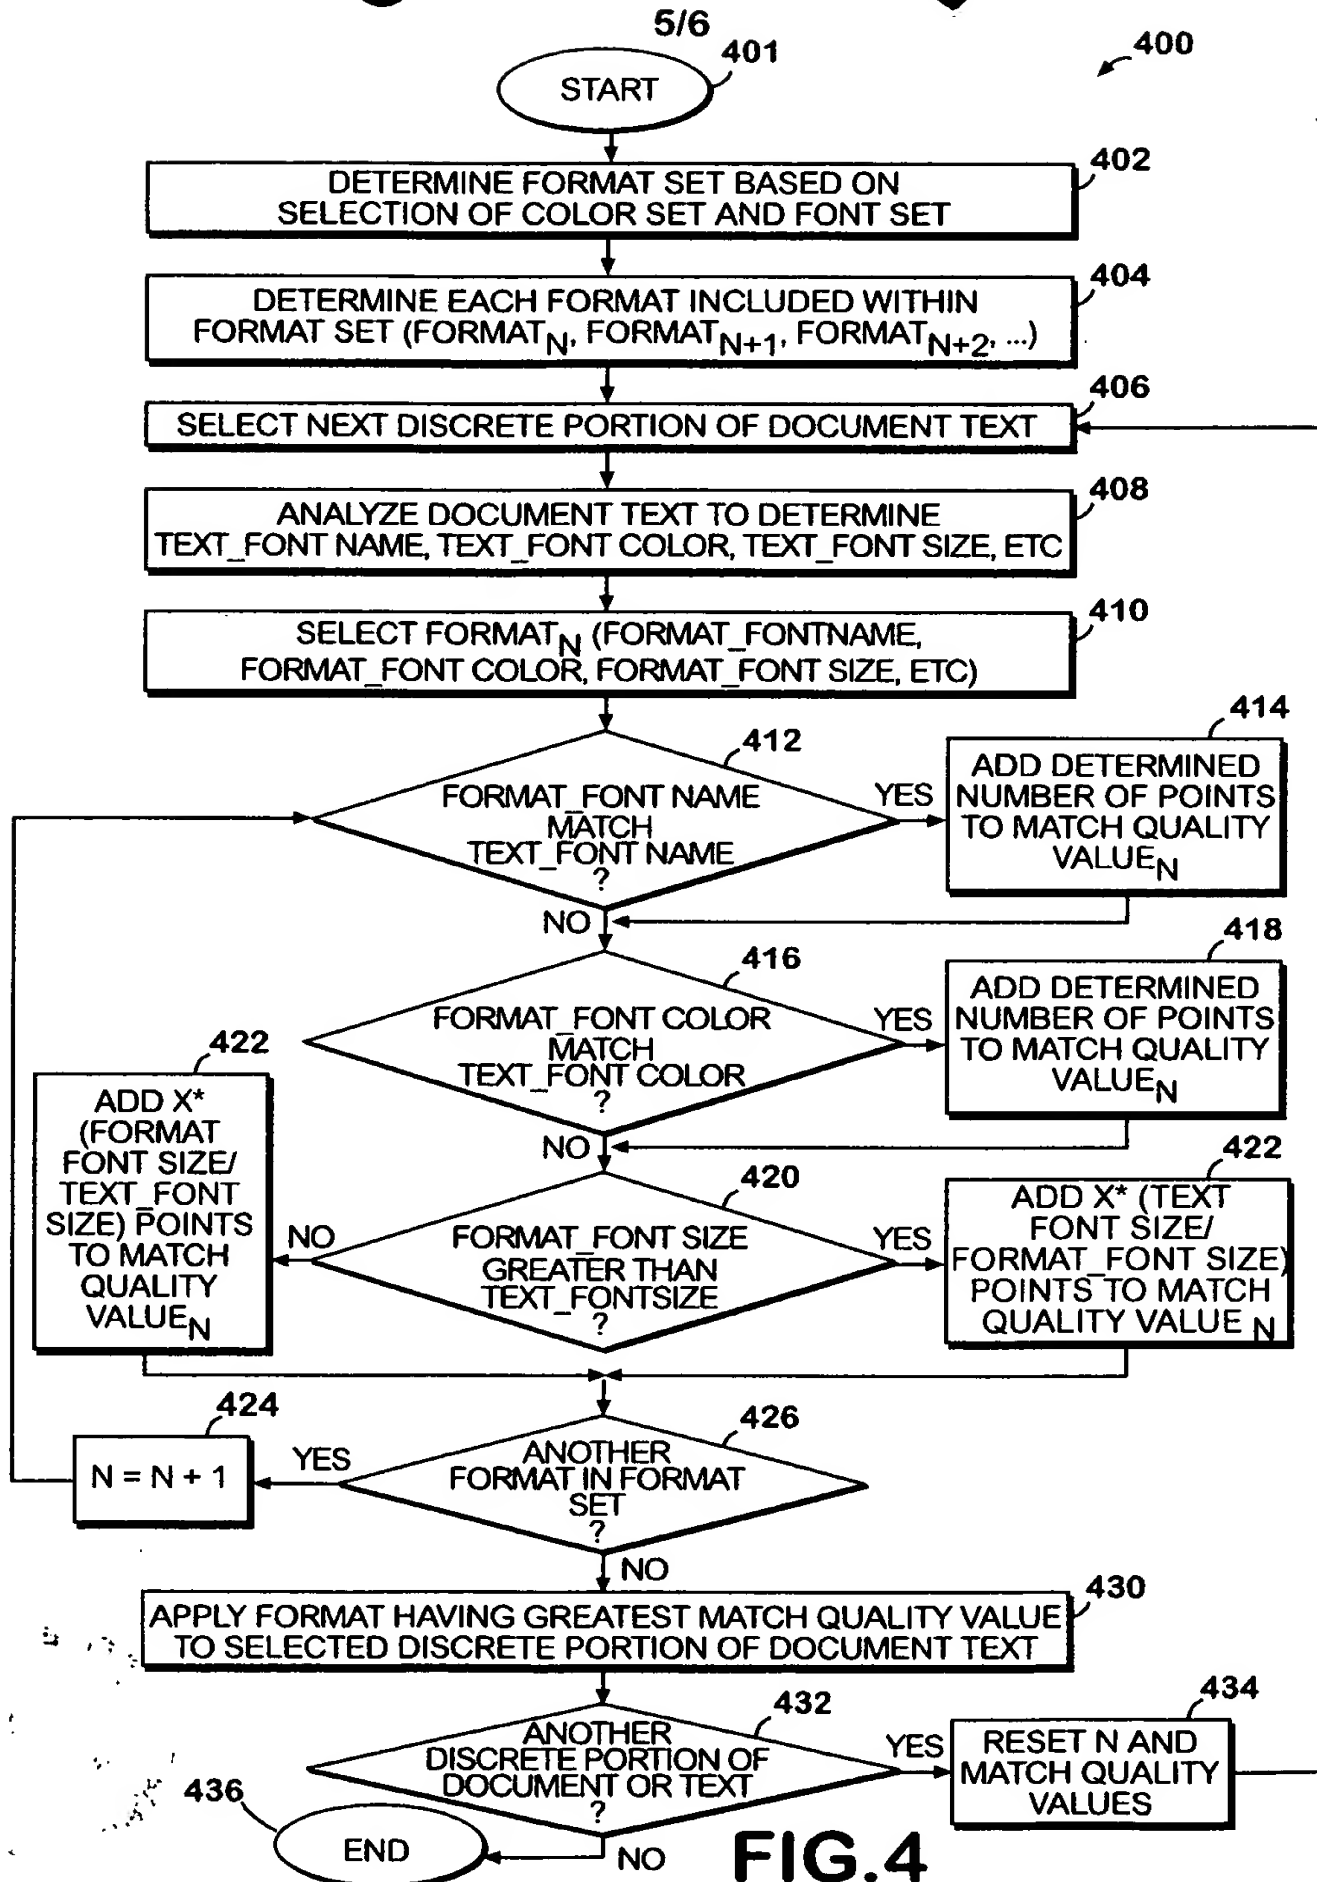 5/6
400
401
START
402
DETERMINE FORMAT SET BASED ON
SELECTION OF COLOR SET AND FONT SET
404
DETERMINE EACH FORMAT INCLUDED WITHIN
FORMAT SET (FORMATN, FORMATN+1, FORMATN+2, ...)
406
SELECT NEXT DISCRETE PORTION OF DOCUMENT TEXT
408
ANALYZE DOCUMENT TEXT TO DETERMINE
TEXT_FONT NAME, TEXT_FONT COLOR, TEXT_FONT SIZE, ETC
410
SELECT FORMATN (FORMAT_FONTNAME,
FORMAT_FONT COLOR, FORMAT_FONT SIZE, ETC)
412
FORMAT_FONT NAME
MATCH
TEXT_FONT NAME
?
YES
NO
414
ADD DETERMINED
NUMBER OF POINTS
TO MATCH QUALITY
VALUEN
416
FORMAT_FONT COLOR
MATCH
TEXT_FONT COLOR
?
YES
NO
418
ADD DETERMINED
NUMBER OF POINTS
TO MATCH QUALITY
VALUEN
422
ADD X*
(FORMAT
FONT SIZE/
TEXT_FONT
SIZE) POINTS
TO MATCH
QUALITY
VALUEN
420
FORMAT_FONT SIZE
GREATER THAN
TEXT_FONTSIZE
?
NO
YES
422
ADD X* (TEXT
FONT SIZE/
FORMAT_FONT SIZE)
POINTS TO MATCH
QUALITY VALUE N
424
N = N + 1
YES
426
ANOTHER
FORMAT IN FORMAT
SET
?
NO
430
APPLY FORMAT HAVING GREATEST MATCH QUALITY VALUE
TO SELECTED DISCRETE PORTION OF DOCUMENT TEXT
432
ANOTHER
DISCRETE PORTION OF
DOCUMENT OR TEXT
?
YES
434
RESET N AND
MATCH QUALITY
VALUES
436
END
NO
FIG.4